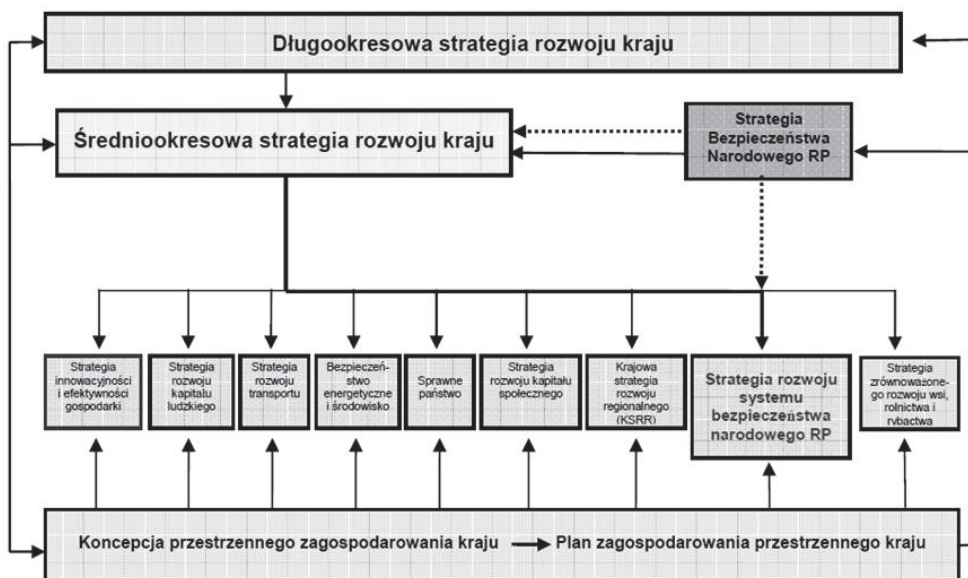 Długookresowa strategia rozwoju kraju
Średniookresowa strategia rozwoju kraju
Strategia
Bezpieczeństwa
Narodowego RP
Strategia
innowacyjności
i efektywności
gospodarki
Strategia
rozwoju
kapitału
ludzkiego
Strategia
rozwoju
transportu
Bezpieczeń-
stwo
energetyczne
i środowisko
Sprawne
państwo
Strategia
rozwoju kapitału
społecznego
Krajowa
strategia
rozwoju
regionalnego
(KSRR)
Strategia rozwoju
systemu
bezpieczeństwa
narodowego RP
Strategia
zrównoważone-
go rozwoju wsi,
rolnictwa i
rybactwa
Koncepcja przestrzennego zagospodarowania kraju
Plan zagospodarowania przestrzennego kraju